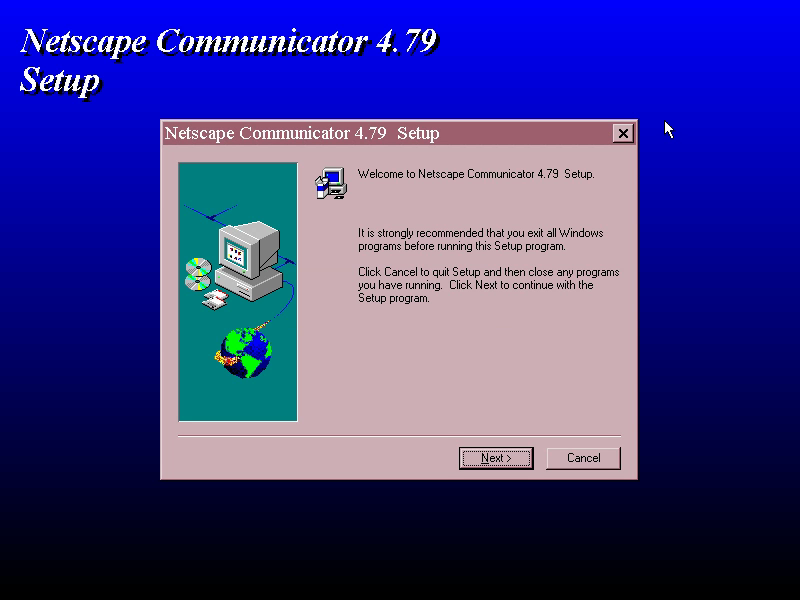 Netscape Communicator 4.79
Setup
Netscape Communicator 4.79  Setup
Welcome to Netscape Communicator 4.79  Setup.
It is strongly recommended that you exit all Windows
programs before running this Setup program.
Click Cancel to quit Setup and then close any programs
you have running.  Click Next to continue with the
Setup program.
Next >
Cancel